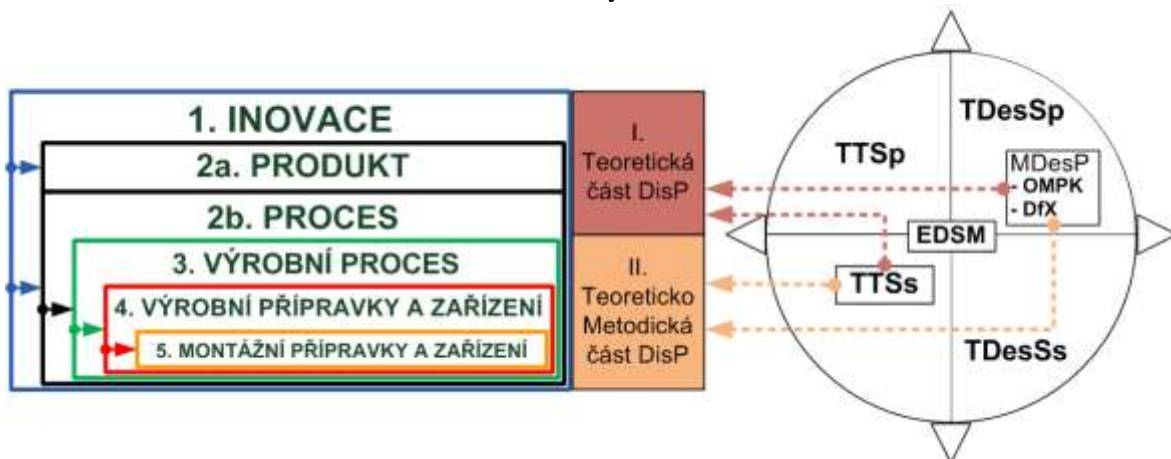 1. INOVACE
2a. PRODUKT
2b. PROCES
3. VÝROBNÍ PROCES
4. VÝROBNÍ PŘÍPRAVKY A ZAŘÍZENÍ
5. MONTÁŽNÍ PŘÍPRAVKY A ZAŘÍZENÍ
I.
Teoretická
část DisP
II.
Teoreticko
Metodická
část DisP
TTSp
TDesSp
MDesP
- OMPK
- DfX
EDSM
TTSs
TDesSs